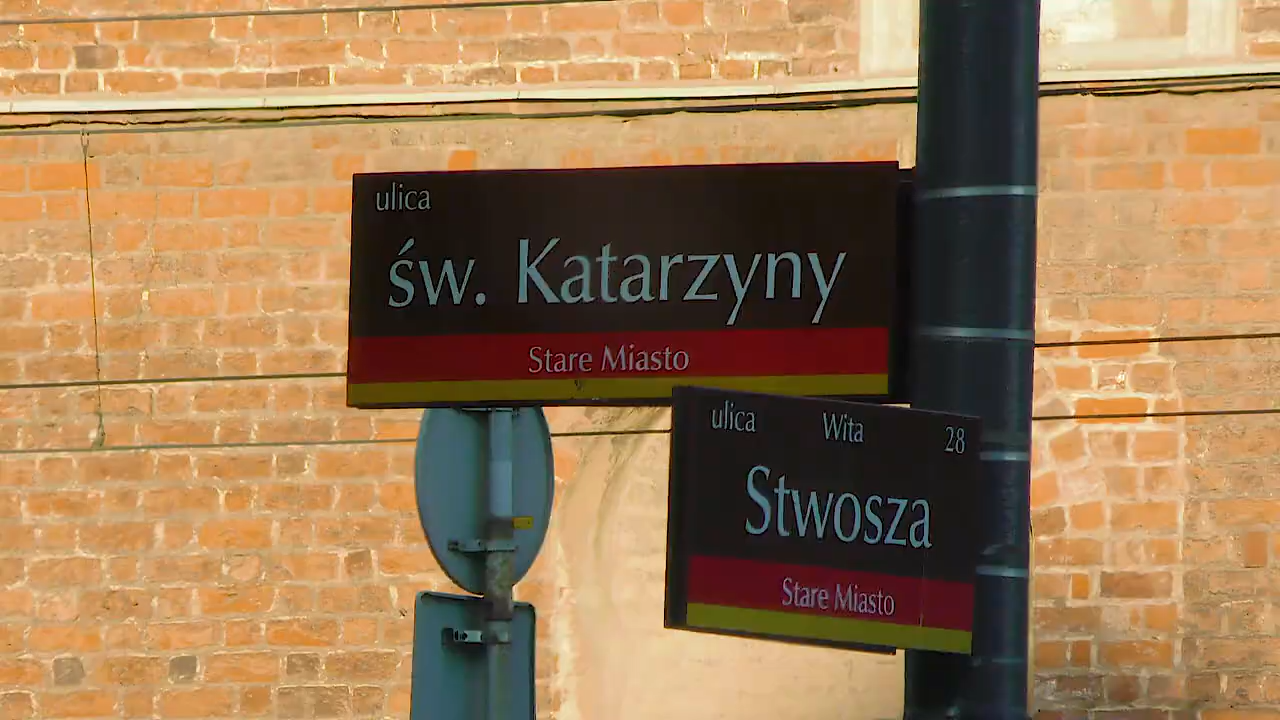 ulica
św. Katarzyny
Stare Miasto
ulica Wita 28
Stwosza
Stare Miasto